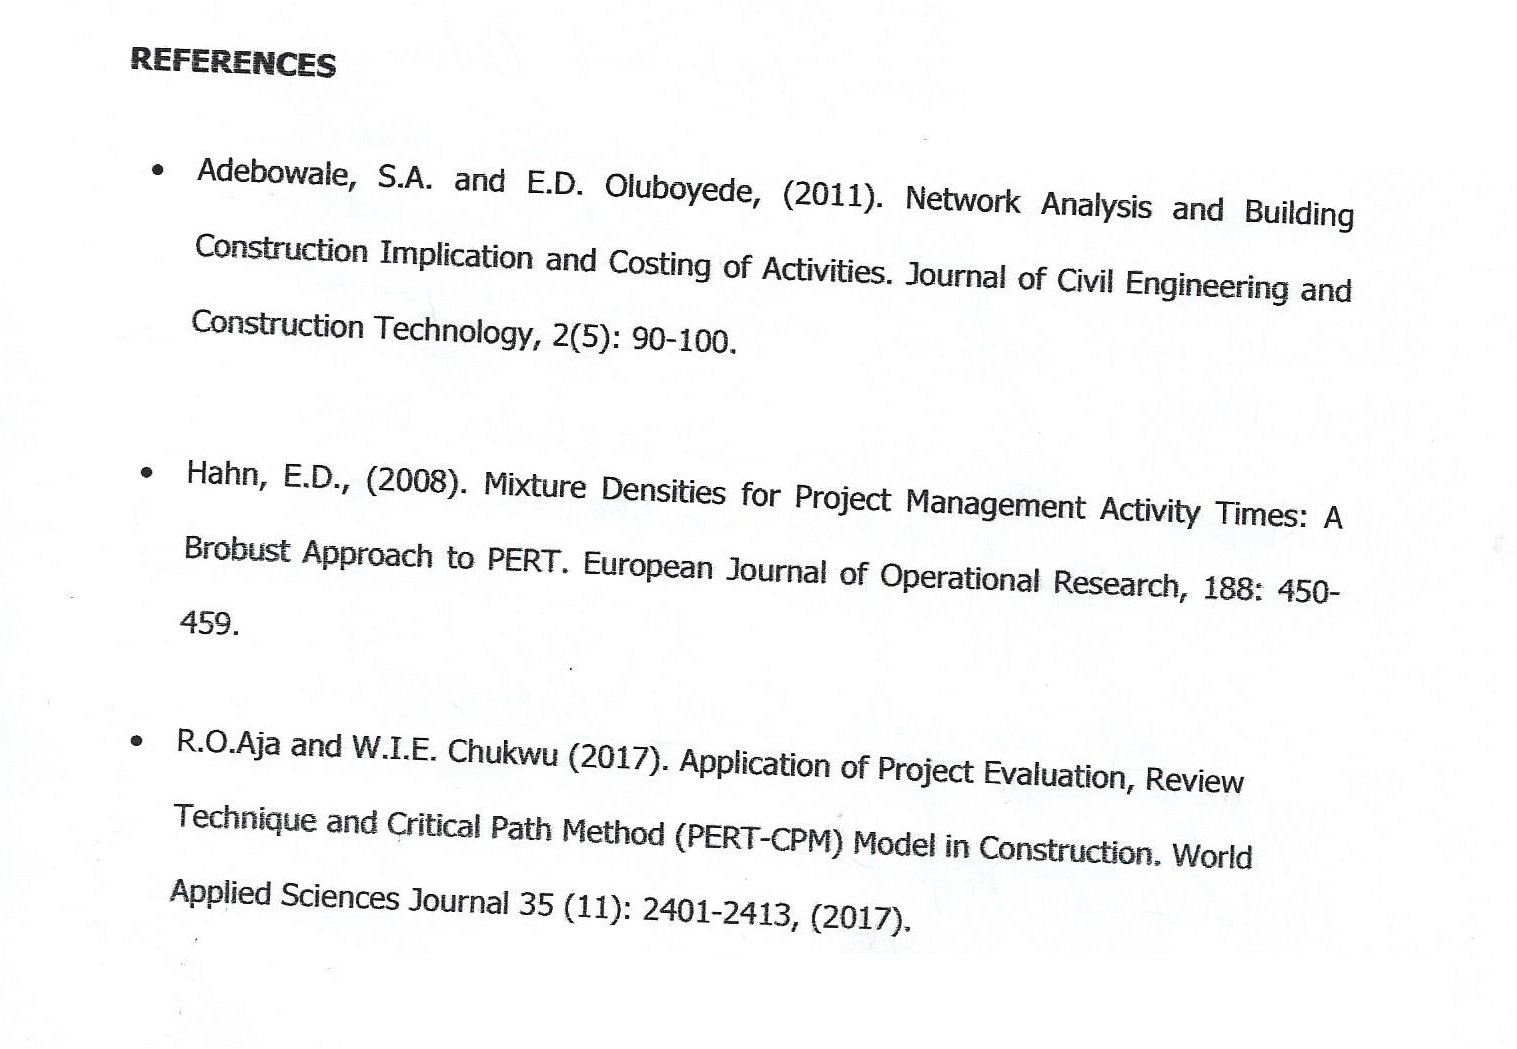 REFERENCES
• Adebowale, S.A. and E.D. Oluboyede, (2011). Network Analysis and Building
Construction Implication and Costing of Activities. Journal of Civil Engineering and
Construction Technology, 2(5): 90-100.
• Hahn, E.D., (2008). Mixture Densities for Project Management Activity Times: A
Brobust Approach to PERT. European Journal of Operational Research, 188: 450-
459.
• R.O.Aja and W.I.E. Chukwu (2017). Application of Project Evaluation, Review
Technique and Critical Path Method (PERT-CPM) Model in Construction. World
Applied Sciences Journal 35 (11): 2401-2413, (2017).